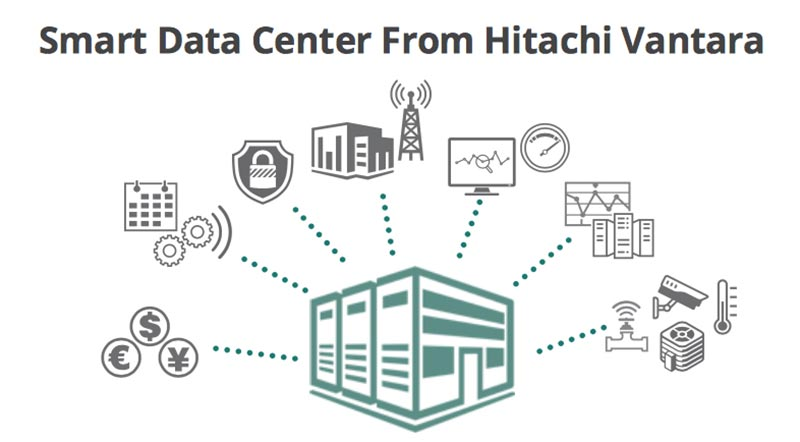 Smart Data Center From Hitachi Vantara
$
€ ¥